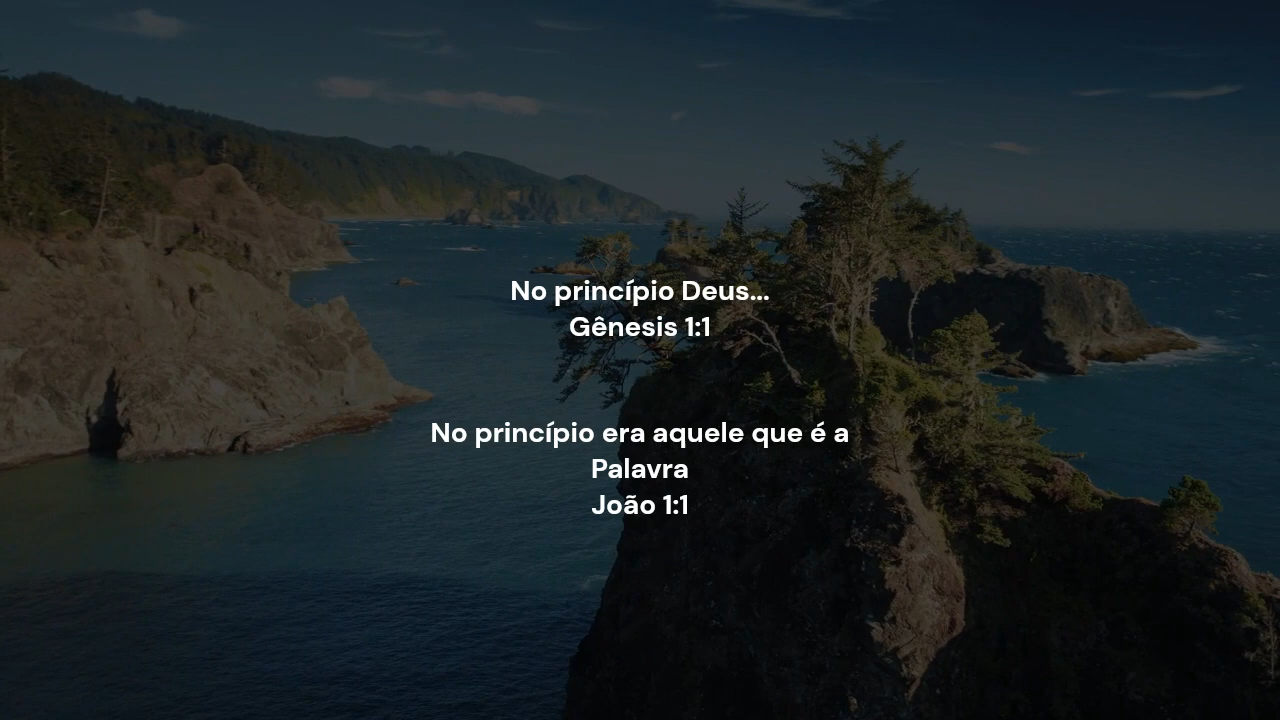 No princípio Deus...
Gênesis 1:1
No princípio era aquele que é a
Palavra
João 1:1